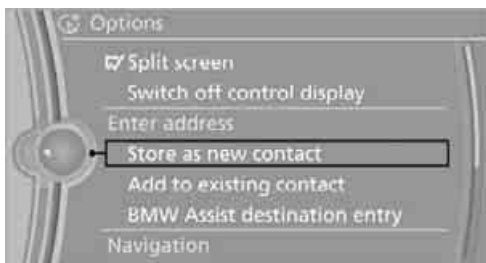 Options
Split screen
Switch off control display
Enter address
Store as new contact
Add to existing contact
BMW Assist destination entry
Navigation